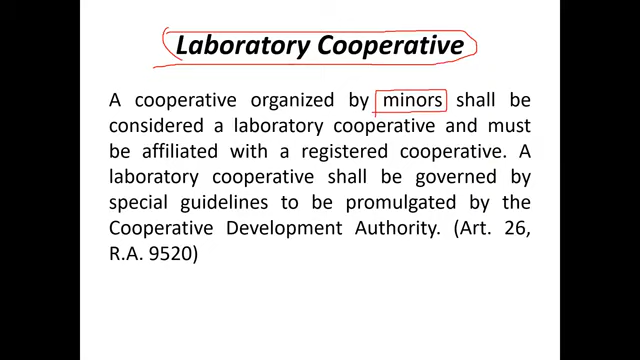 Laboratory Cooperative
A cooperative organized by minors shall be
considered a laboratory cooperative and must
be affiliated with a registered cooperative. A
laboratory cooperative shall be governed by
special guidelines to be promulgated by the
Cooperative Development Authority. (Art. 26,
R.A. 9520)